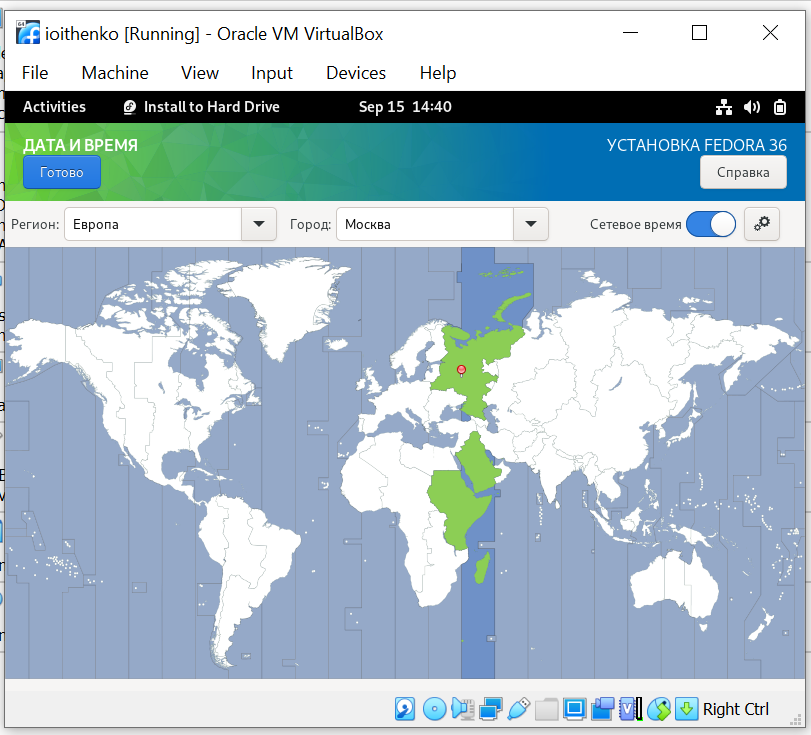 ioithenko [Running] - Oracle VM VirtualBox
File Machine View Input Devices Help
Activities Install to Hard Drive Sep 15 14:40
ДАТА И ВРЕМЯ УСТАНОВКА FEDORA 36
Готово Справка
Регион: Европа Город: Москва Сетевое время
Right Ctrl